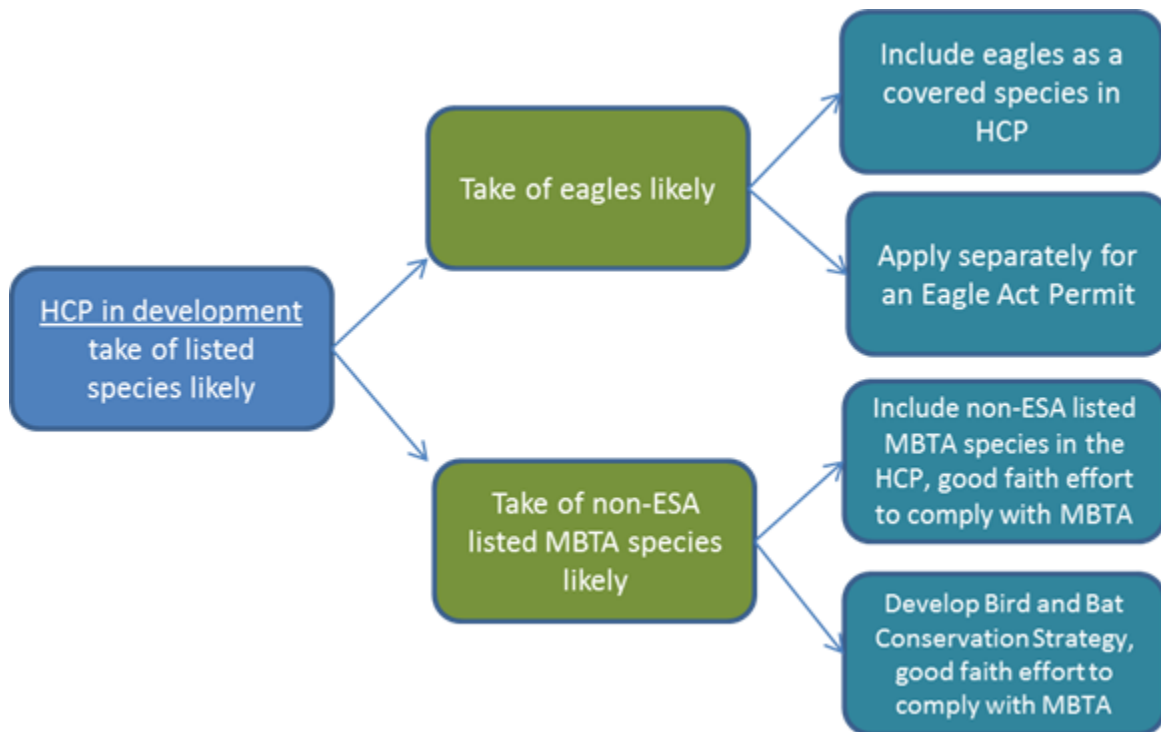 HCP in development
take of listed
species likely
Take of eagles likely
Take of non-ESA
listed MBTA species
likely
Include eagles as a
covered species in
HCP
Apply separately for
an Eagle Act Permit
Include non-ESA listed
MBTA species in the
HCP, good faith effort
to comply with MBTA
Develop Bird and Bat
Conservation Strategy,
good faith effort to
comply with MBTA